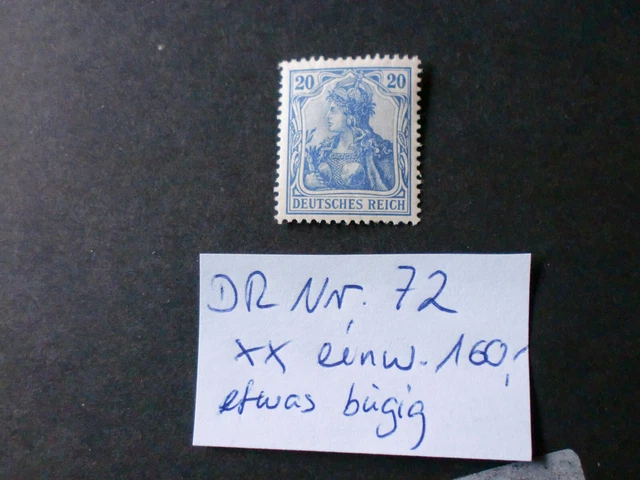 20 20
DEUTSCHES REICH
DR Nr. 72
xx einw. 160,-
etwas bügig